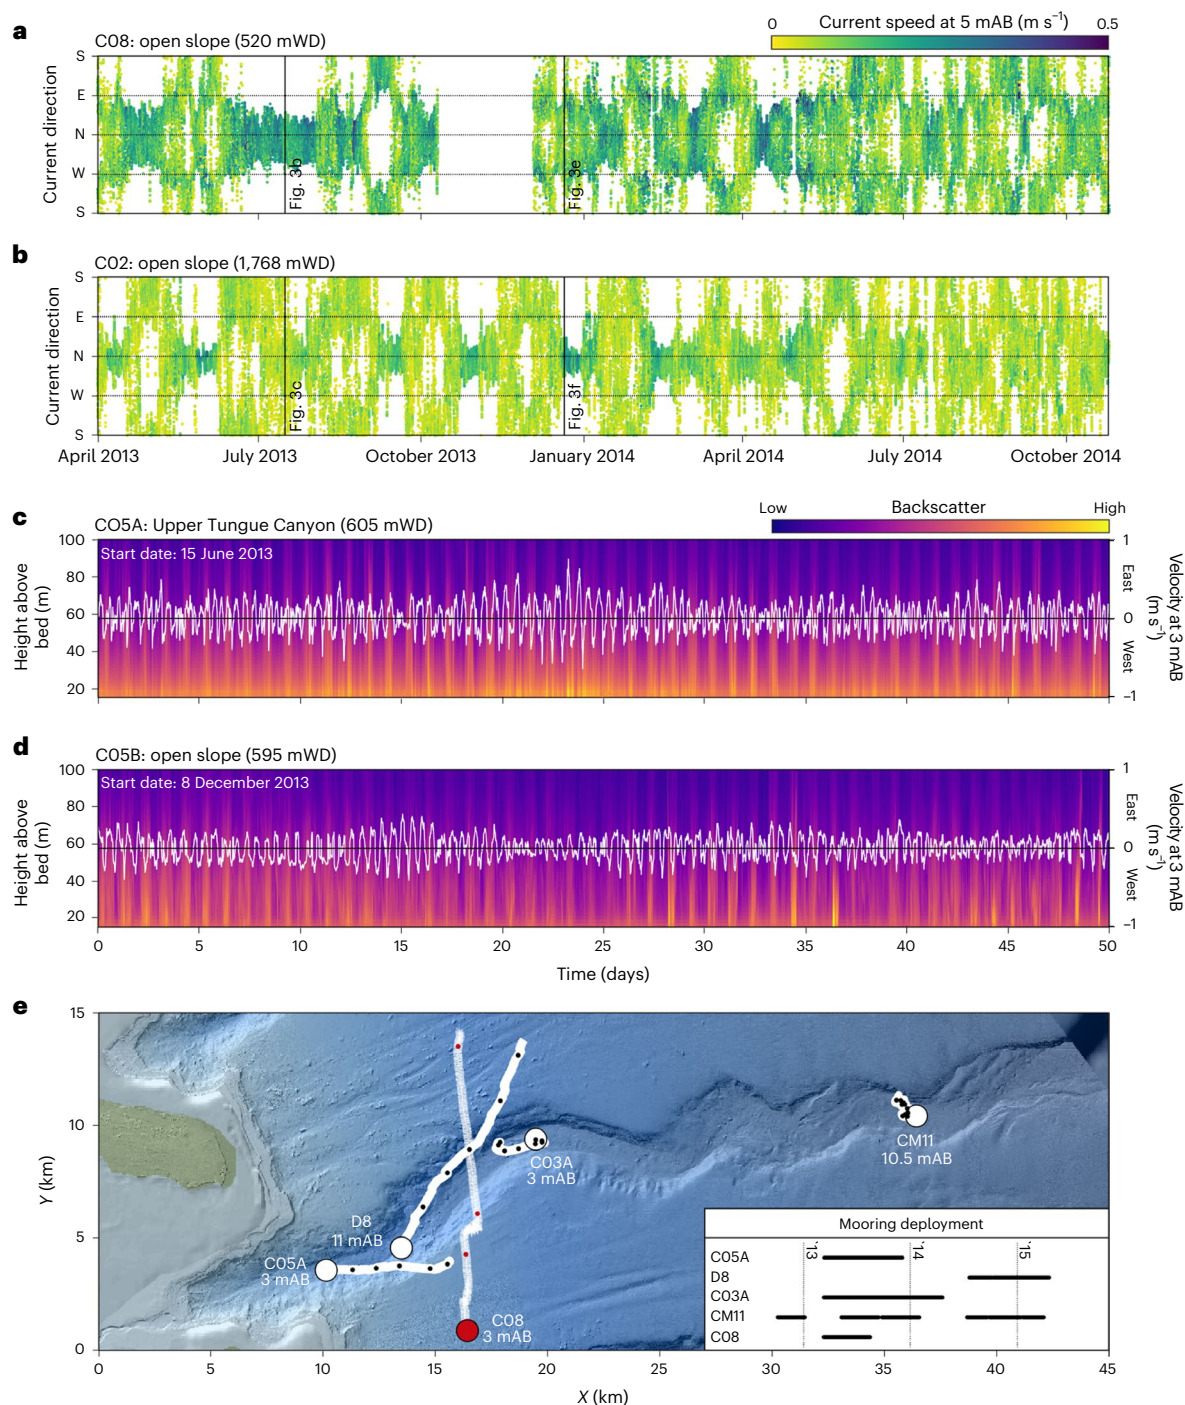 a
C08: open slope (520 mWD)
0 Current speed at 5 mAB (m s⁻¹) 0.5
Current direction
S
E
N
W
S
Fig. 3b
Fig. 3e
b
C02: open slope (1,768 mWD)
Current direction
S
E
N
W
S
Fig. 3c
Fig. 3f
April 2013 July 2013 October 2013 January 2014 April 2014 July 2014 October 2014
c
C05A: Upper Tungue Canyon (605 mWD)
Low Backscatter High
Start date: 15 June 2013
Height above
bed (m)
100
80
60
40
20
1
East
0
West
−1
Velocity at 3 mAB
(m s⁻¹)
d
C05B: open slope (595 mWD)
Start date: 8 December 2013
Height above
bed (m)
100
80
60
40
20
1
East
0
West
−1
Velocity at 3 mAB
(m s⁻¹)
0 5 10 15 20 25 30 35 40 45 50
Time (days)
e
Y (km)
15
10
5
0
C03A
3 mAB
CM11
10.5 mAB
D8
11 mAB
C05A
3 mAB
C08
3 mAB
Mooring deployment
'13 '14 '15
C05A
D8
C03A
CM11
C08
0 5 10 15 20 25 30 35 40 45
X (km)